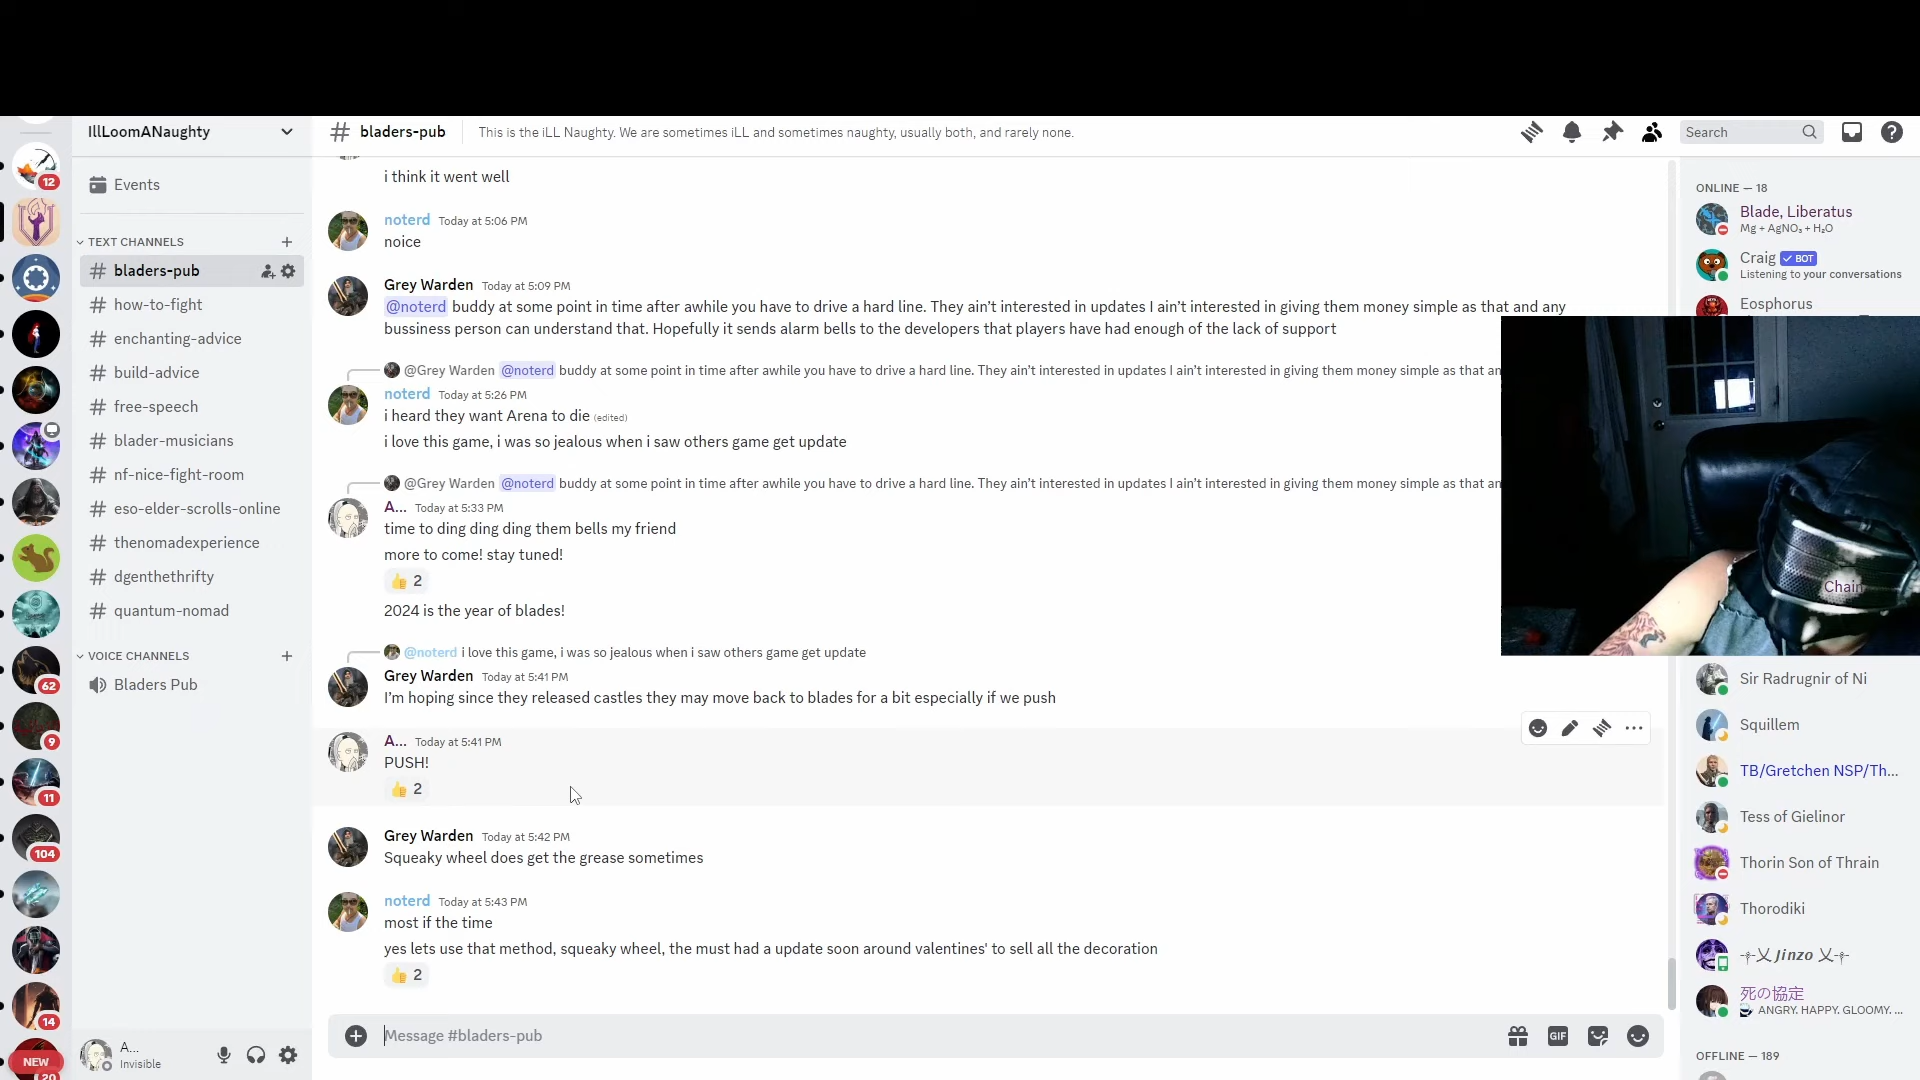 IllLoomANaughty
bladers-pub
This is the iLL Naughty. We are sometimes iLL and sometimes naughty, usually both, and rarely none.
Search
12
Events
TEXT CHANNELS
bladers-pub
how-to-fight
enchanting-advice
build-advice
free-speech
blader-musicians
nf-nice-fight-room
eso-elder-scrolls-online
thenomadexperience
dgenthethrifty
quantum-nomad
VOICE CHANNELS
Bladers Pub
62
9
11
104
14
NEW
20
A...
Invisible
i think it went well
noterd Today at 5:06 PM
noice
Grey Warden Today at 5:09 PM
@noterd buddy at some point in time after awhile you have to drive a hard line. They ain't interested in updates I ain't interested in giving them money simple as that and any
bussiness person can understand that. Hopefully it sends alarm bells to the developers that players have had enough of the lack of support
@Grey Warden @noterd buddy at some point in time after awhile you have to drive a hard line. They ain't interested in updates I ain't interested in giving them money simple as that an
noterd Today at 5:26 PM
i heard they want Arena to die (edited)
i love this game, i was so jealous when i saw others game get update
@Grey Warden @noterd buddy at some point in time after awhile you have to drive a hard line. They ain't interested in updates I ain't interested in giving them money simple as that an
A... Today at 5:33 PM
time to ding ding ding them bells my friend
more to come! stay tuned!
👍 2
2024 is the year of blades!
@noterd i love this game, i was so jealous when i saw others game get update
Grey Warden Today at 5:41 PM
I'm hoping since they released castles they may move back to blades for a bit especially if we push
A... Today at 5:41 PM
PUSH!
👍 2
Grey Warden Today at 5:42 PM
Squeaky wheel does get the grease sometimes
noterd Today at 5:43 PM
most if the time
yes lets use that method, squeaky wheel, the must had a update soon around valentines' to sell all the decoration
👍 2
Message #bladers-pub
GIF
ONLINE — 18
Blade, Liberatus
Mg + AgNO₃ + H₂O
Craig ✓ BOT
Listening to your conversations
Eosphorus
Chain
Sir Radrugnir of Ni
Squillem
TB/Gretchen NSP/Th...
Tess of Gielinor
Thorin Son of Thrain
Thorodiki
-╬-乂 Jinzo 乂-╬-
死の協定
ANGRY. HAPPY. GLOOMY. ...
OFFLINE — 189